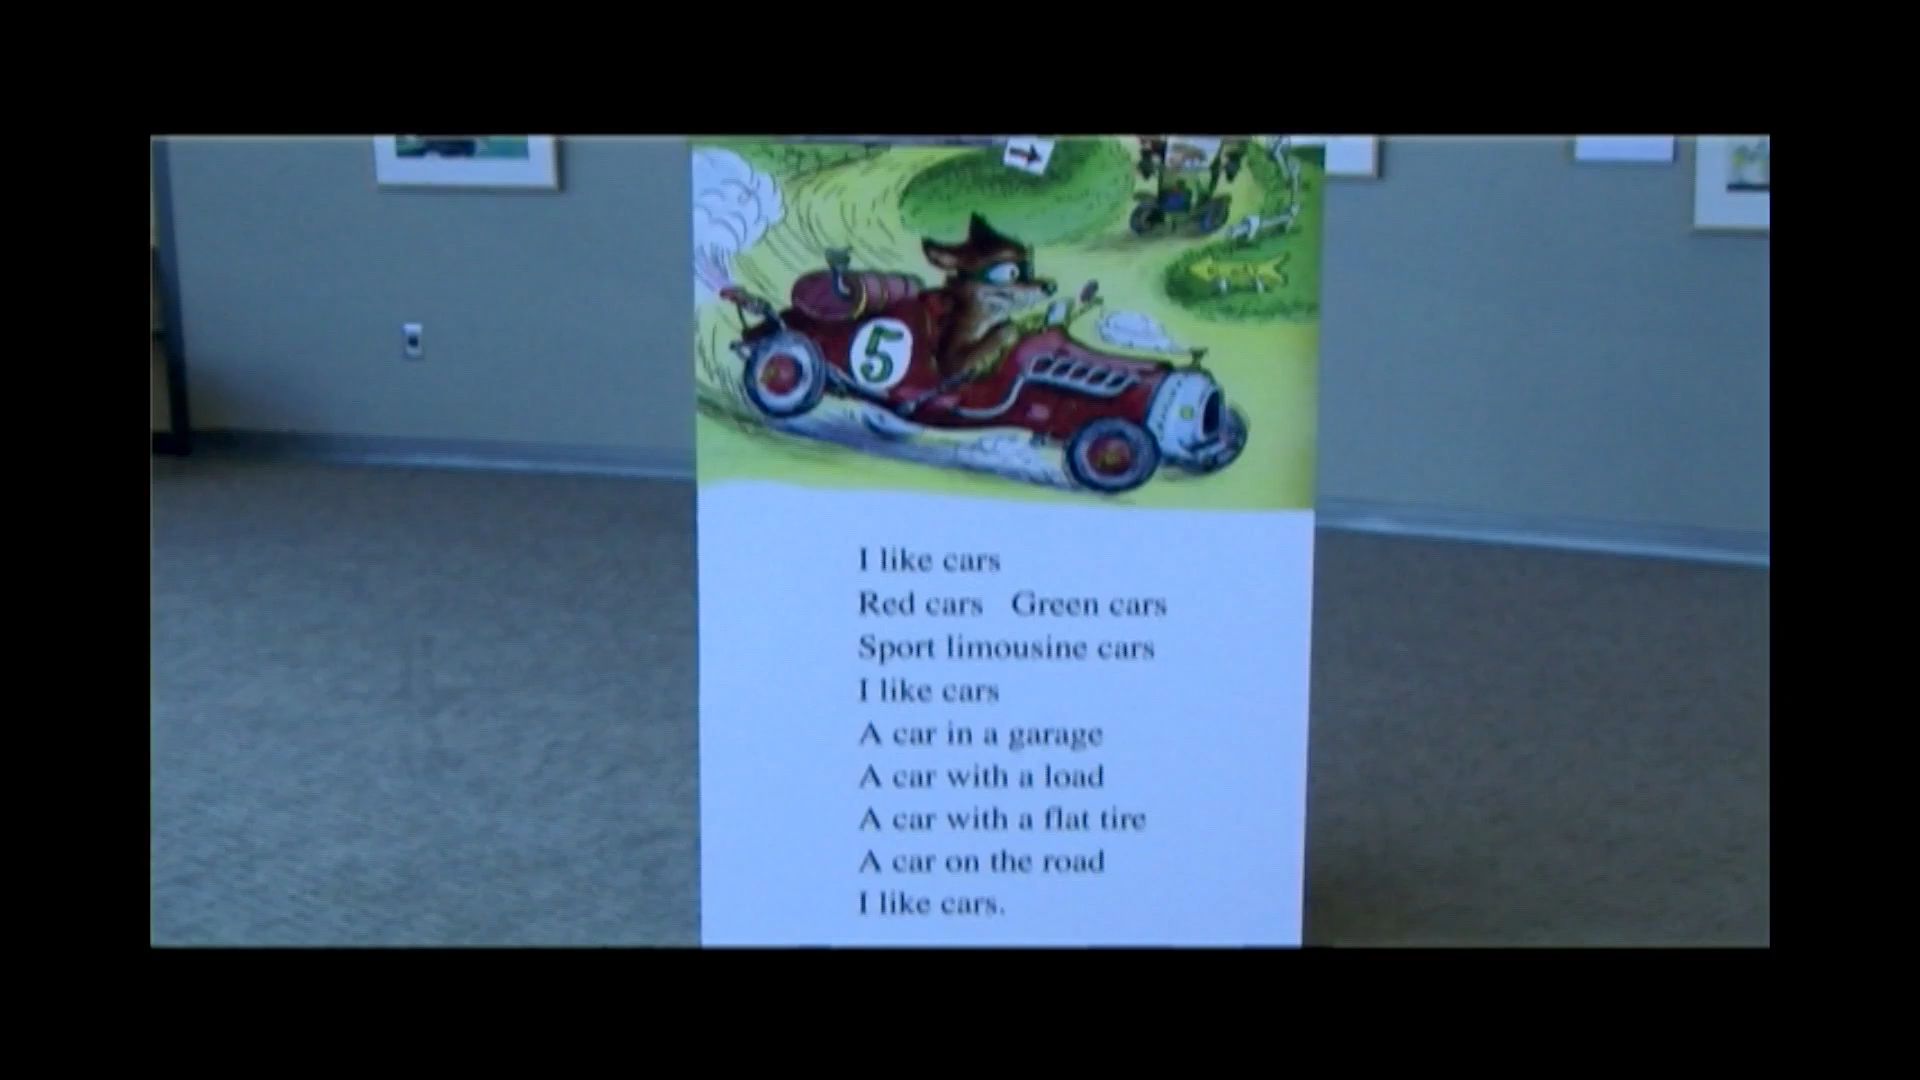 5
I like cars
Red cars Green cars
Sport limousine cars
I like cars
A car in a garage
A car with a load
A car with a flat tire
A car on the road
I like cars.